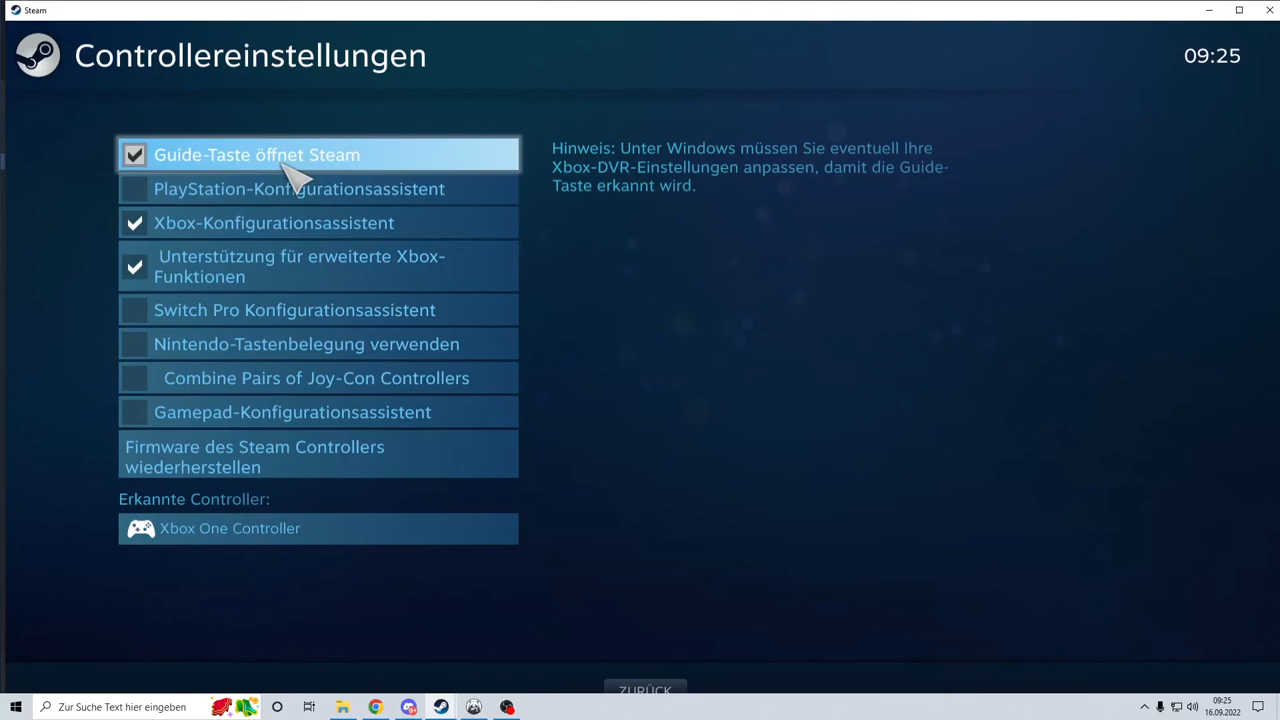 Steam
Controllereinstellungen
09:25
Guide-Taste öffnet Steam
PlayStation-Konfigurationsassistent
Xbox-Konfigurationsassistent
Unterstützung für erweiterte Xbox-
Funktionen
Switch Pro Konfigurationsassistent
Nintendo-Tastenbelegung verwenden
Combine Pairs of Joy-Con Controllers
Gamepad-Konfigurationsassistent
Firmware des Steam Controllers
wiederherstellen
Erkannte Controller:
Xbox One Controller
Hinweis: Unter Windows müssen Sie eventuell Ihre
Xbox-DVR-Einstellungen anpassen, damit die Guide-
Taste erkannt wird.
ZURÜCK
Zur Suche Text hier eingeben
09:25
16.09.2022